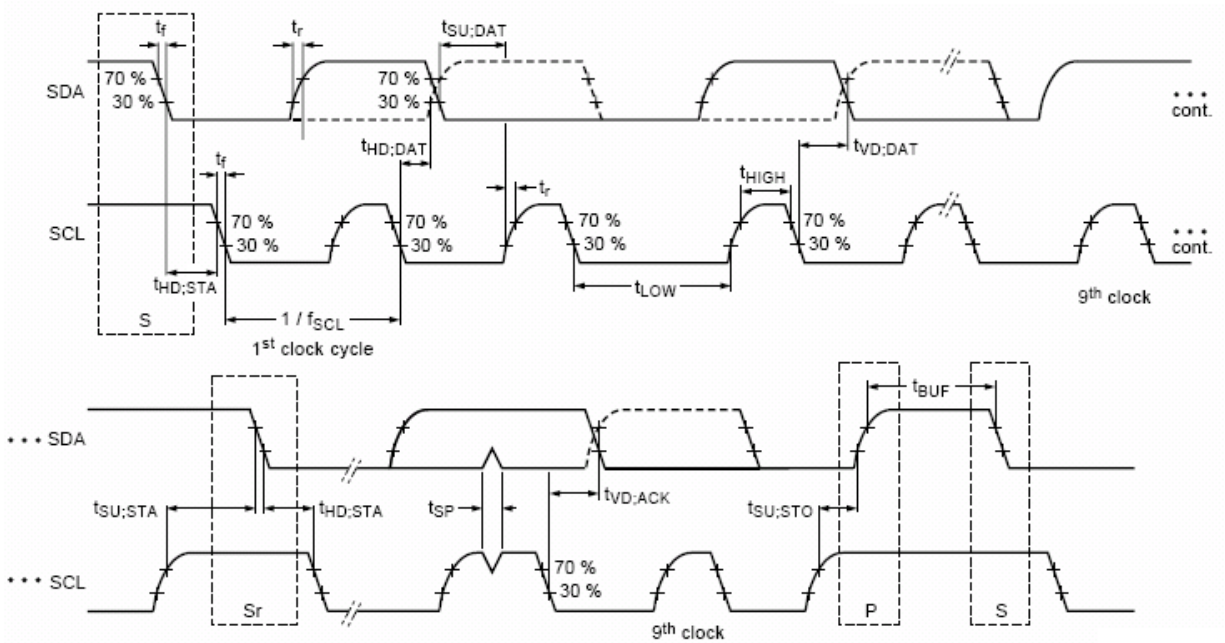 tf
tr
tSU;DAT
SDA
70 %
30 %
70 %
30 %
• • •
cont.
tHD;DAT
tVD;DAT
tf
tr
tHIGH
SCL
70 %
30 %
70 %
30 %
70 %
30 %
70 %
30 %
• • •
cont.
tHD;STA
tLOW
9th clock
S
1 / fSCL
1st clock cycle
P
S
tBUF
• • • SDA
tSU;STA
tHD;STA
tSP
tVD;ACK
tSU;STO
• • • SCL
70 %
30 %
Sr
9th clock